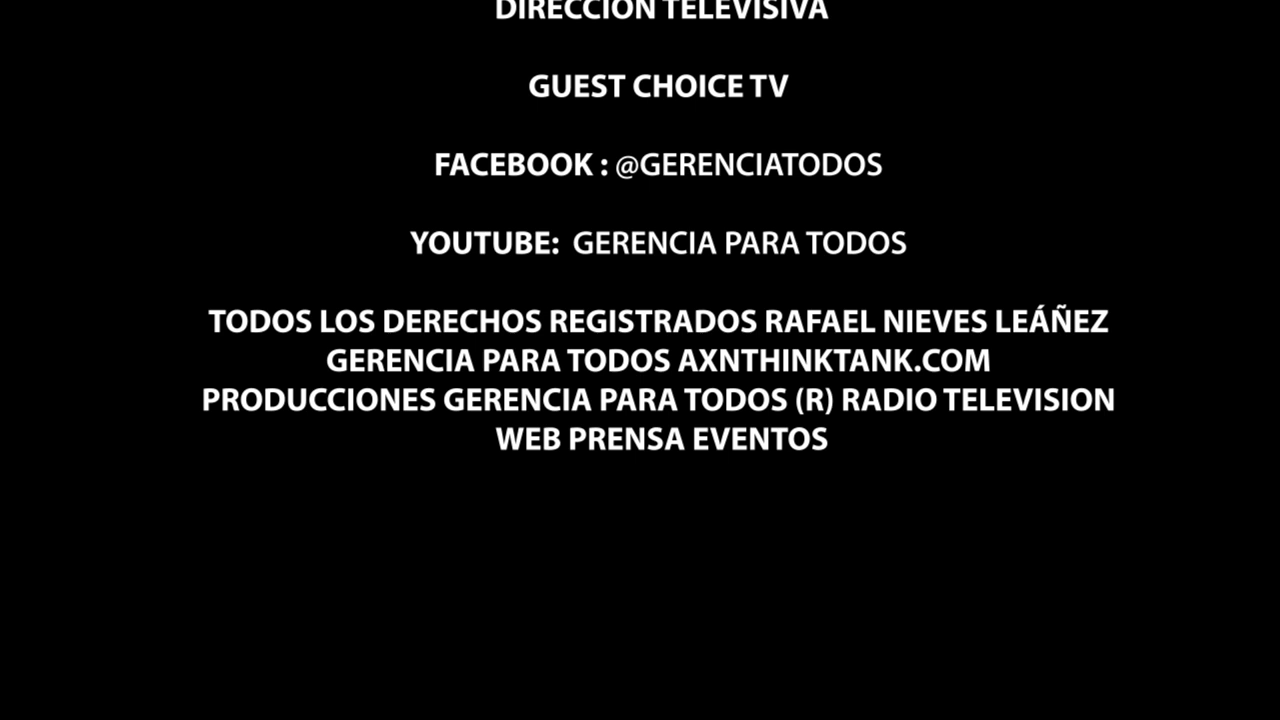 DIRECCION TELEVISIVA
GUEST CHOICE TV
FACEBOOK : @GERENCIATODOS
YOUTUBE: GERENCIA PARA TODOS
TODOS LOS DERECHOS REGISTRADOS RAFAEL NIEVES LEÁÑEZ
GERENCIA PARA TODOS AXNTHINKTANK.COM
PRODUCCIONES GERENCIA PARA TODOS (R) RADIO TELEVISION
WEB PRENSA EVENTOS